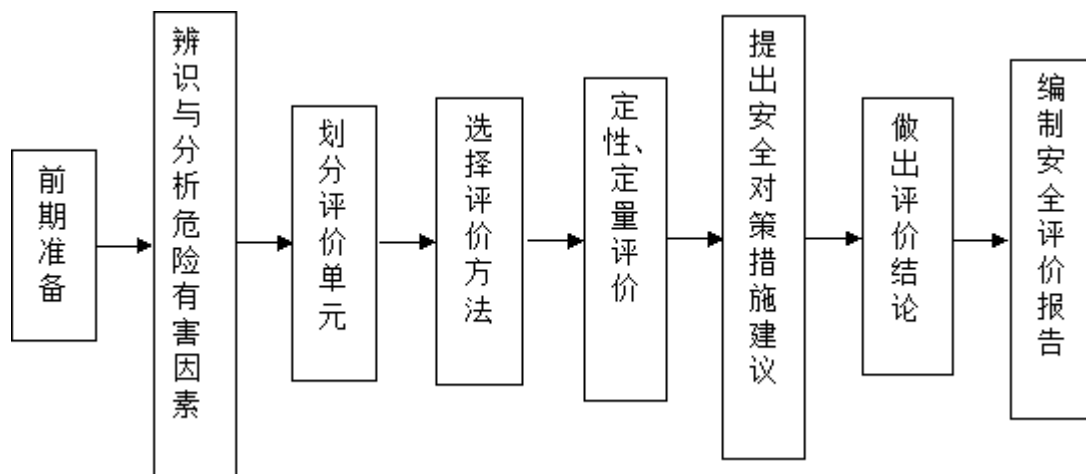 前期准备
辨识与分析危险有害因素
划分评价单元
选择评价方法
定性、定量评价
提出安全对策措施建议
做出评价结论
编制安全评价报告